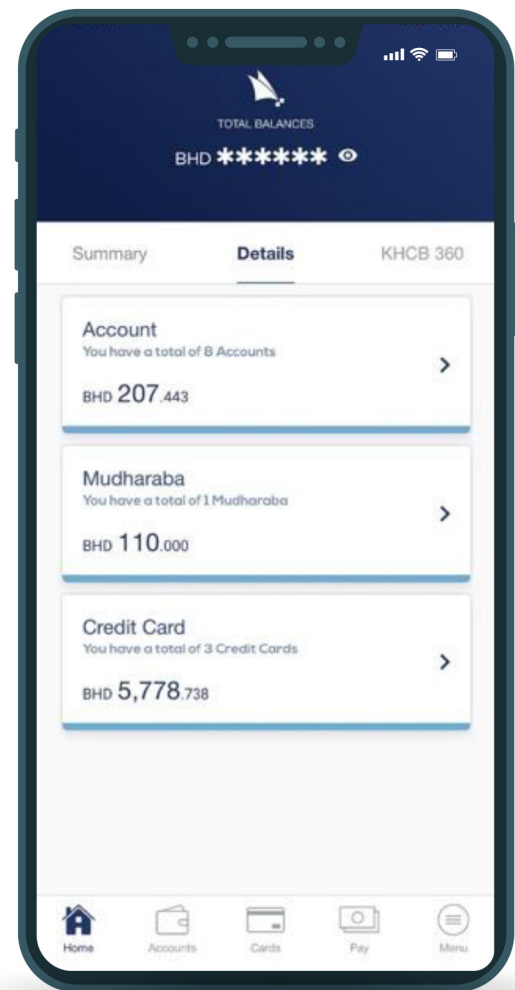 TOTAL BALANCES
BHD ******
Summary Details KHCB 360
Account
You have a total of 8 Accounts
BHD 207.443
Mudharaba
You have a total of 1 Mudharaba
BHD 110.000
Credit Card
You have a total of 3 Credit Cards
BHD 5,778.738
Home Accounts Cards Pay Menu